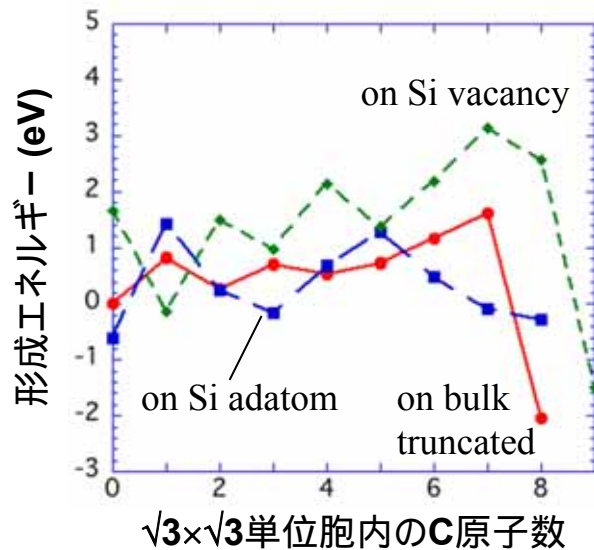 形成エネルギー (eV)
5
4
3
2
1
0
-1
-2
-3
on Si vacancy
on Si adatom
on bulk
truncated
0
2
4
6
8
√3×√3単位胞内のC原子数